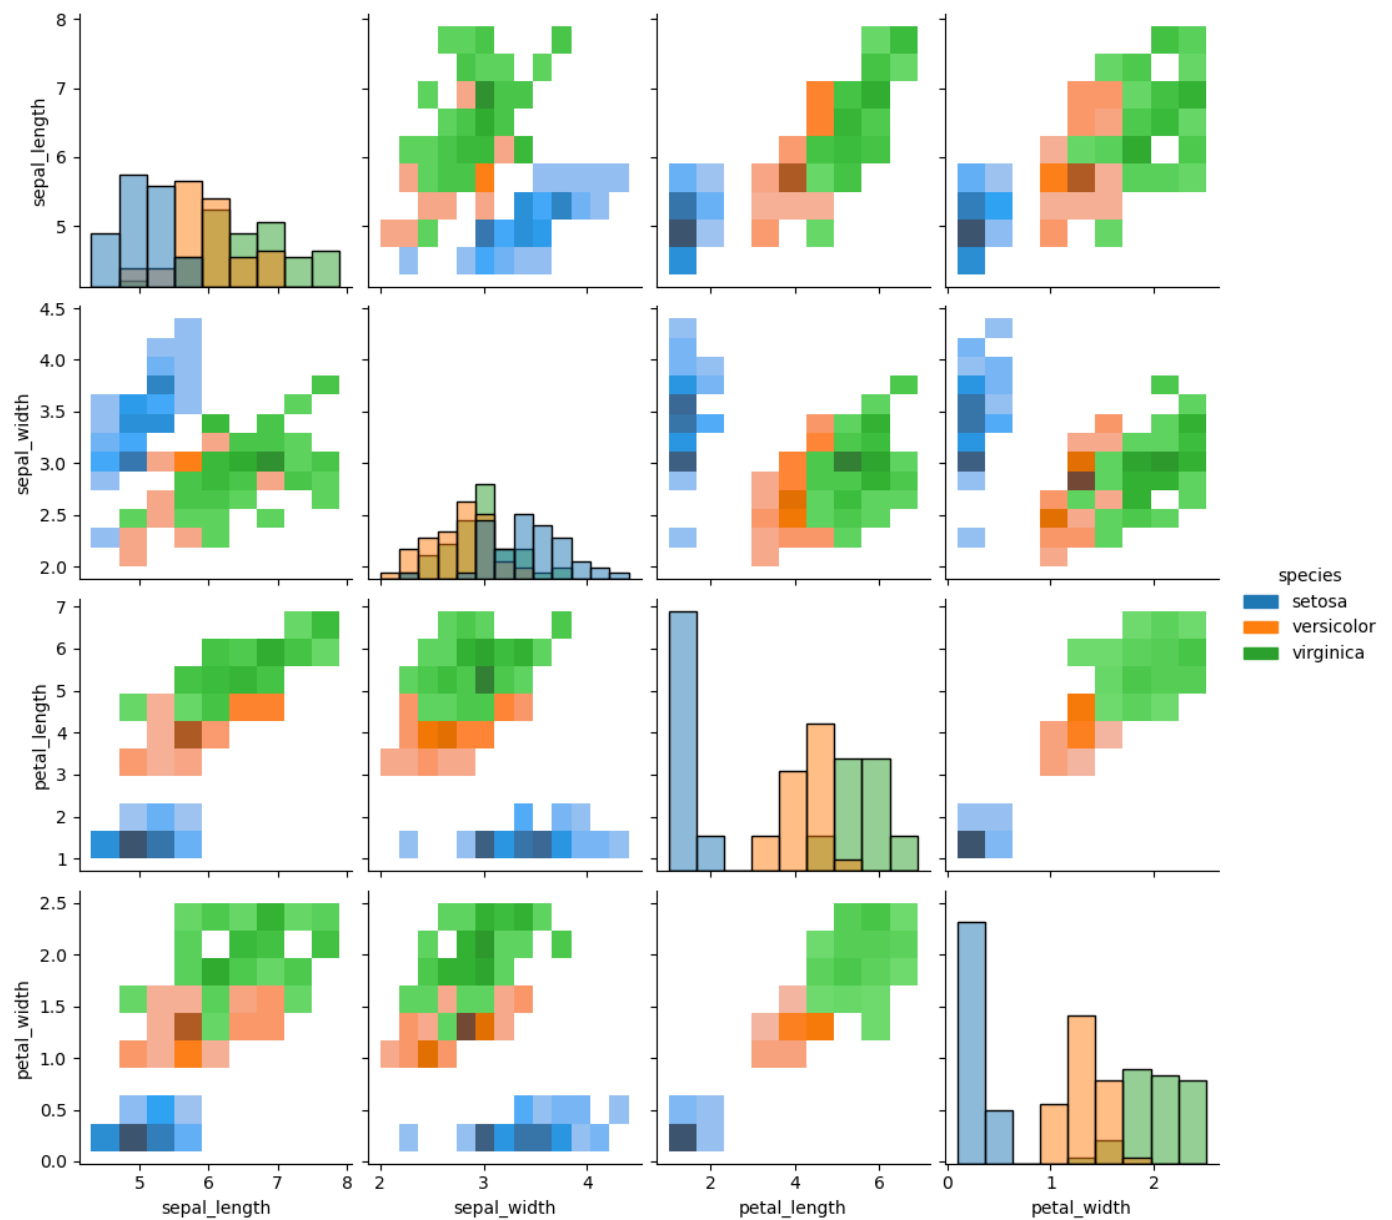 8
7
6
5
sepal_length
4.5
4.0
3.5
3.0
2.5
2.0
sepal_width
7
6
5
4
3
2
1
petal_length
species
setosa
versicolor
virginica
2.5
2.0
1.5
1.0
0.5
0.0
petal_width
5 6 7 8
sepal_length
2 3 4
sepal_width
2 4 6
petal_length
0 1 2
petal_width